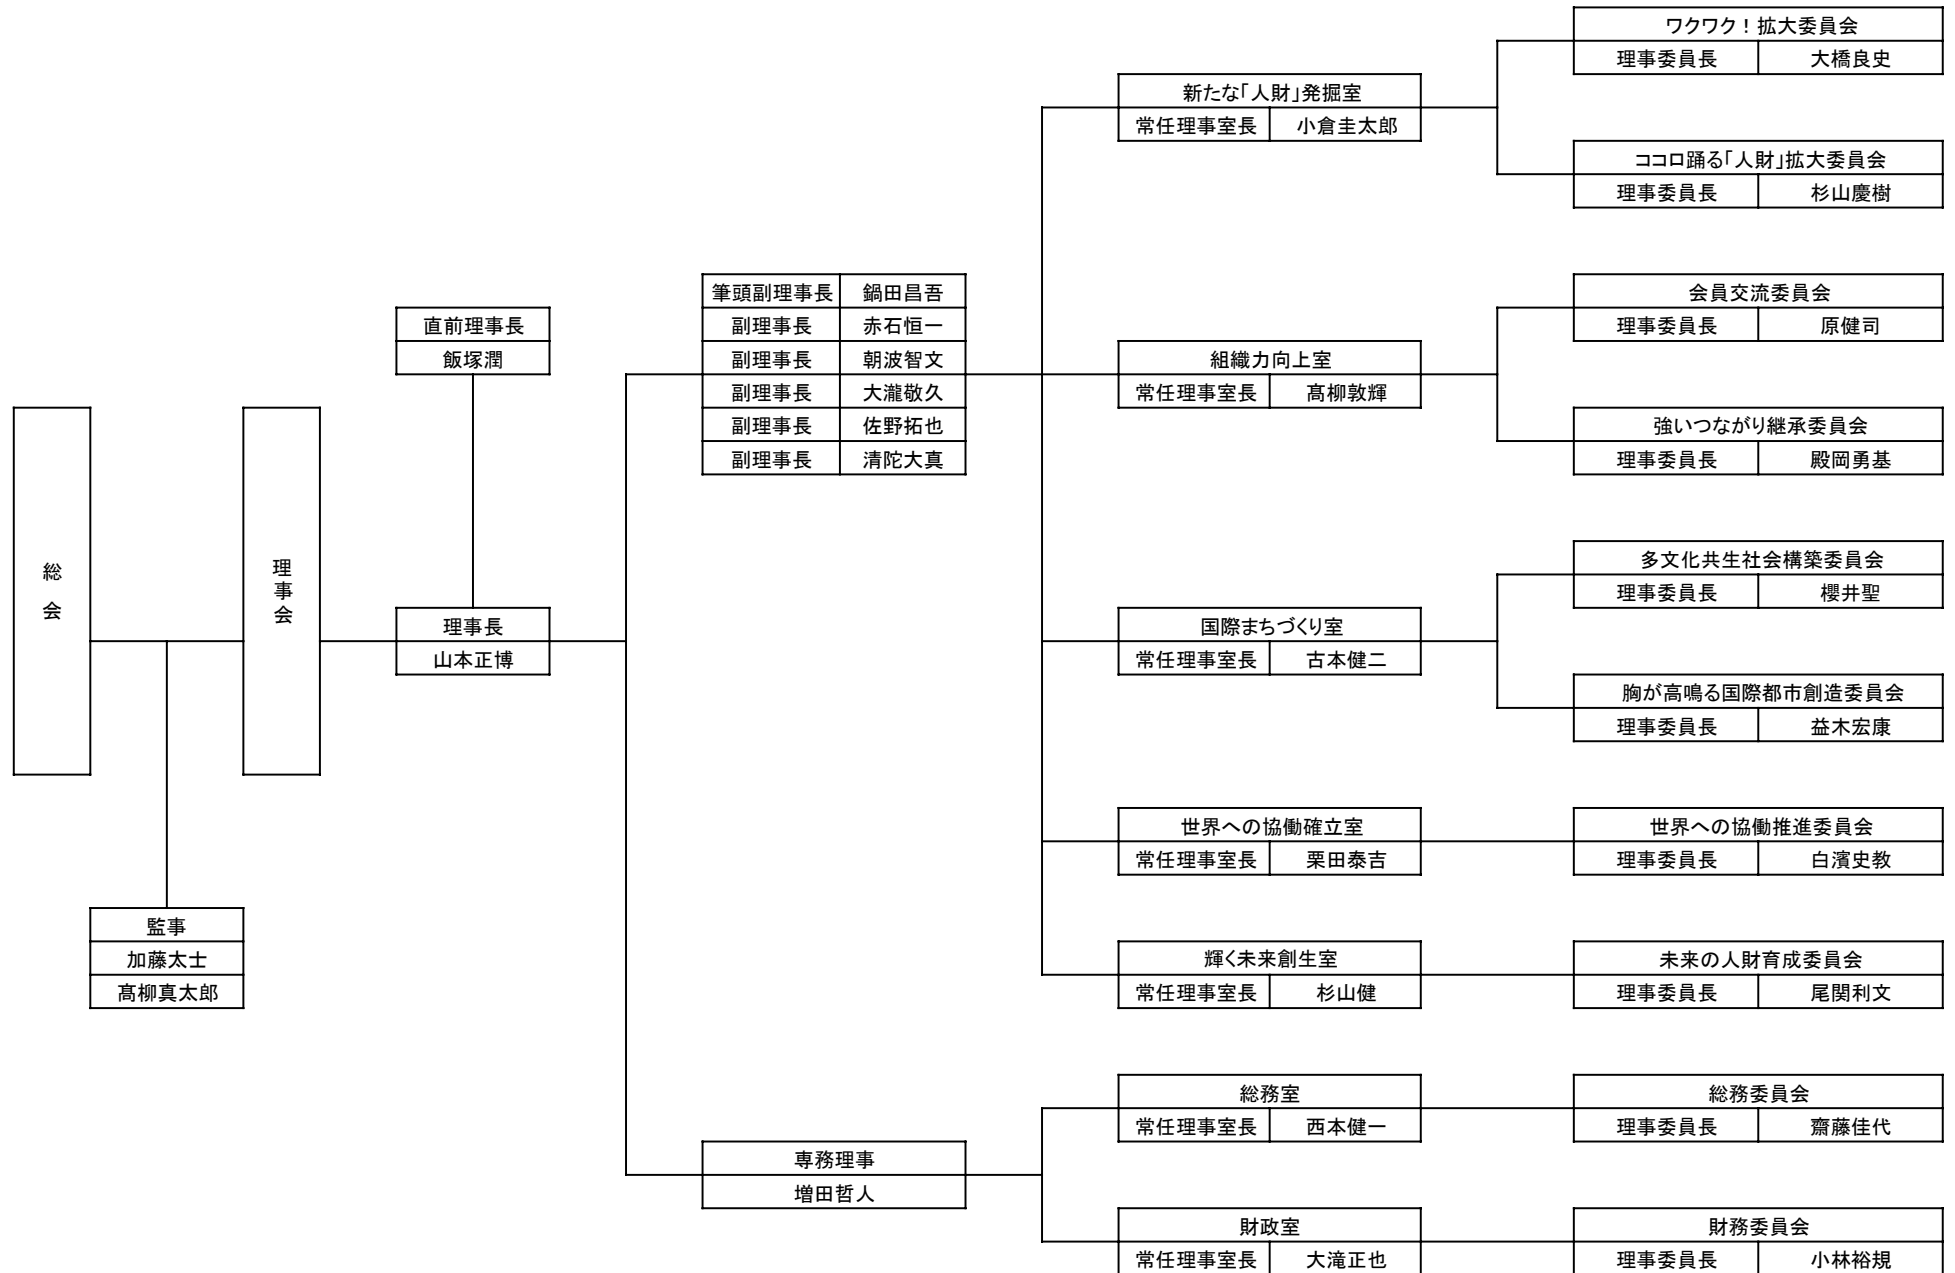 総会
理事会
監事
加藤太士
髙柳真太郎
直前理事長
飯塚潤
理事長
山本正博
筆頭副理事長 鍋田昌吾
副理事長 赤石恒一
副理事長 朝波智文
副理事長 大瀧敬久
副理事長 佐野拓也
副理事長 清陀大真
専務理事
増田哲人
新たな「人財」発掘室
常任理事室長 小倉圭太郎
ワクワク！拡大委員会
理事委員長 大橋良史
ココロ踊る「人財」拡大委員会
理事委員長 杉山慶樹
組織力向上室
常任理事室長 髙柳敦輝
会員交流委員会
理事委員長 原健司
強いつながり継承委員会
理事委員長 殿岡勇基
国際まちづくり室
常任理事室長 古本健二
多文化共生社会構築委員会
理事委員長 櫻井聖
胸が高鳴る国際都市創造委員会
理事委員長 益木宏康
世界への協働確立室
常任理事室長 栗田泰吉
世界への協働推進委員会
理事委員長 白濱史教
輝く未来創生室
常任理事室長 杉山健
未来の人財育成委員会
理事委員長 尾関利文
総務室
常任理事室長 西本健一
総務委員会
理事委員長 齋藤佳代
財政室
常任理事室長 大滝正也
財務委員会
理事委員長 小林裕規